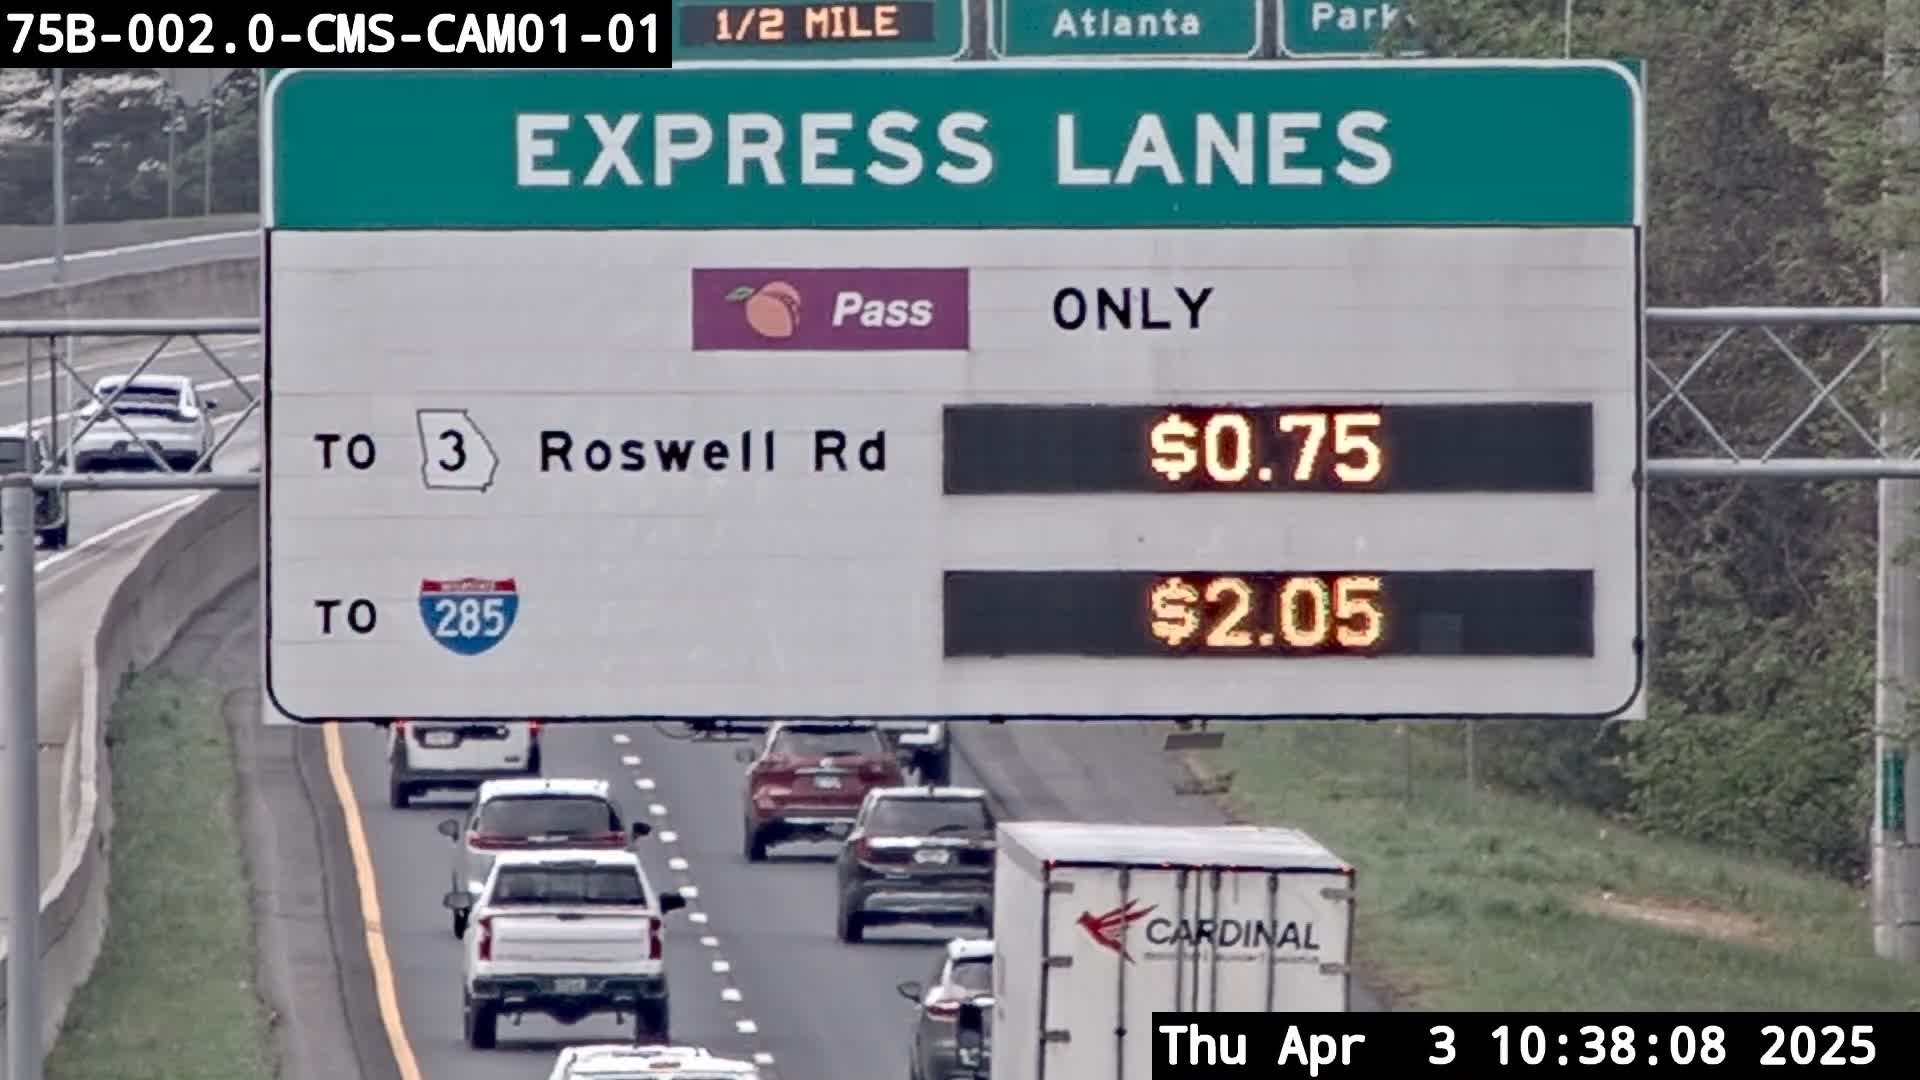 75B-002.0-CMS-CAM01-01
1/2 MILE
Atlanta
Park
EXPRESS LANES
Pass ONLY
TO 3 Roswell Rd $0.75
TO 285 $2.05
CARDINAL
Thu Apr 3 10:38:08 2025